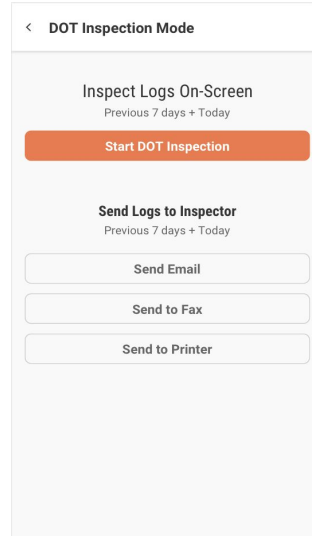 DOT Inspection Mode
Inspect Logs On-Screen
Previous 7 days + Today
Start DOT Inspection
Send Logs to Inspector
Previous 7 days + Today
Send Email
Send to Fax
Send to Printer